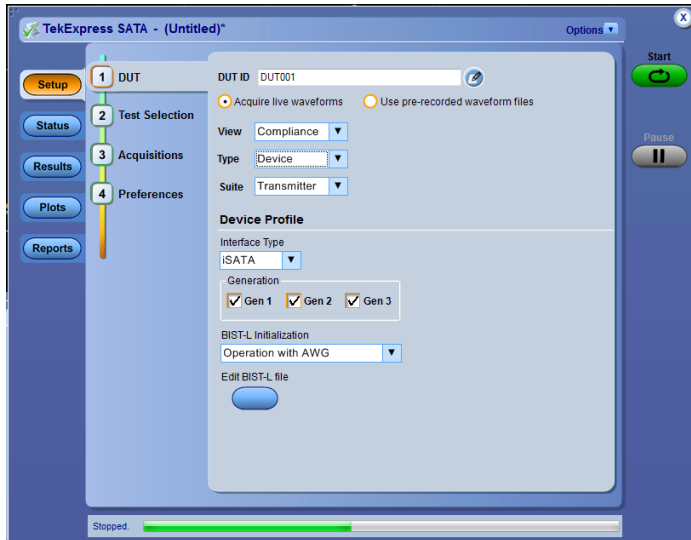 TekExpress SATA - (Untitled)*
Options
x
Start
Pause
Setup
Status
Results
Plots
Reports
1 DUT
2 Test Selection
3 Acquisitions
4 Preferences
DUT ID DUT001
Acquire live waveforms Use pre-recorded waveform files
View Compliance
Type Device
Suite Transmitter
Device Profile
Interface Type
iSATA
Generation
Gen 1 Gen 2 Gen 3
BIST-L Initialization
Operation with AWG
Edit BIST-L file
Stopped.